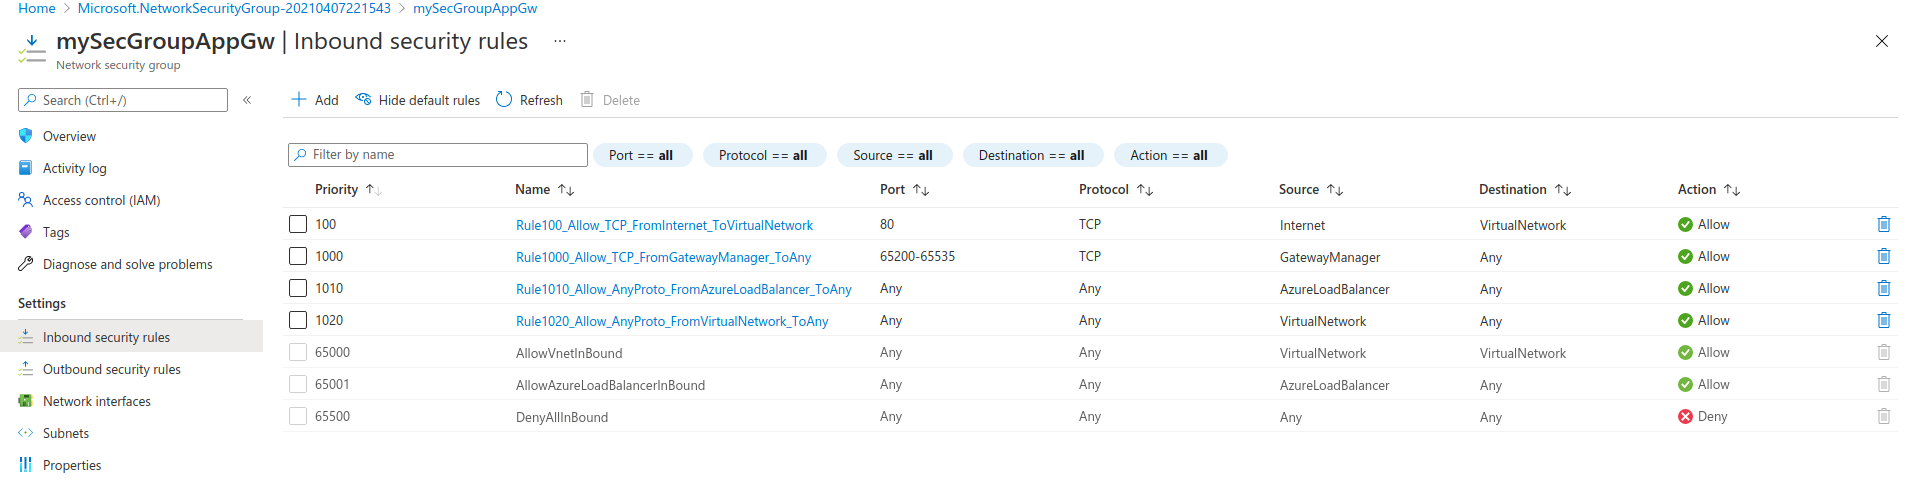 Home > Microsoft.NetworkSecurityGroup-20210407221543 > mySecGroupAppGw
mySecGroupAppGw | Inbound security rules ...
Network security group
Search (Ctrl+/) «
Overview
Activity log
Access control (IAM)
Tags
Diagnose and solve problems
Settings
Inbound security rules
Outbound security rules
Network interfaces
Subnets
Properties
Add Hide default rules Refresh Delete
Filter by name Port == all Protocol == all Source == all Destination == all Action == all
Priority Name Port Protocol Source Destination Action
100 Rule100_Allow_TCP_FromInternet_ToVirtualNetwork 80 TCP Internet VirtualNetwork Allow
1000 Rule1000_Allow_TCP_FromGatewayManager_ToAny 65200-65535 TCP GatewayManager Any Allow
1010 Rule1010_Allow_AnyProto_FromAzureLoadBalancer_ToAny Any Any AzureLoadBalancer Any Allow
1020 Rule1020_Allow_AnyProto_FromVirtualNetwork_ToAny Any Any VirtualNetwork Any Allow
65000 AllowVnetInBound Any Any VirtualNetwork VirtualNetwork Allow
65001 AllowAzureLoadBalancerInBound Any Any AzureLoadBalancer Any Allow
65500 DenyAllInBound Any Any Any Any Deny